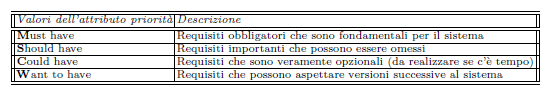 Valori dell'attributo priorità Descrizione
Must have Requisiti obbligatori che sono fondamentali per il sistema
Should have Requisiti importanti che possono essere omessi
Could have Requisiti che sono veramente opzionali (da realizzare se c'è tempo)
Want to have Requisiti che possono aspettare versioni successive al sistema